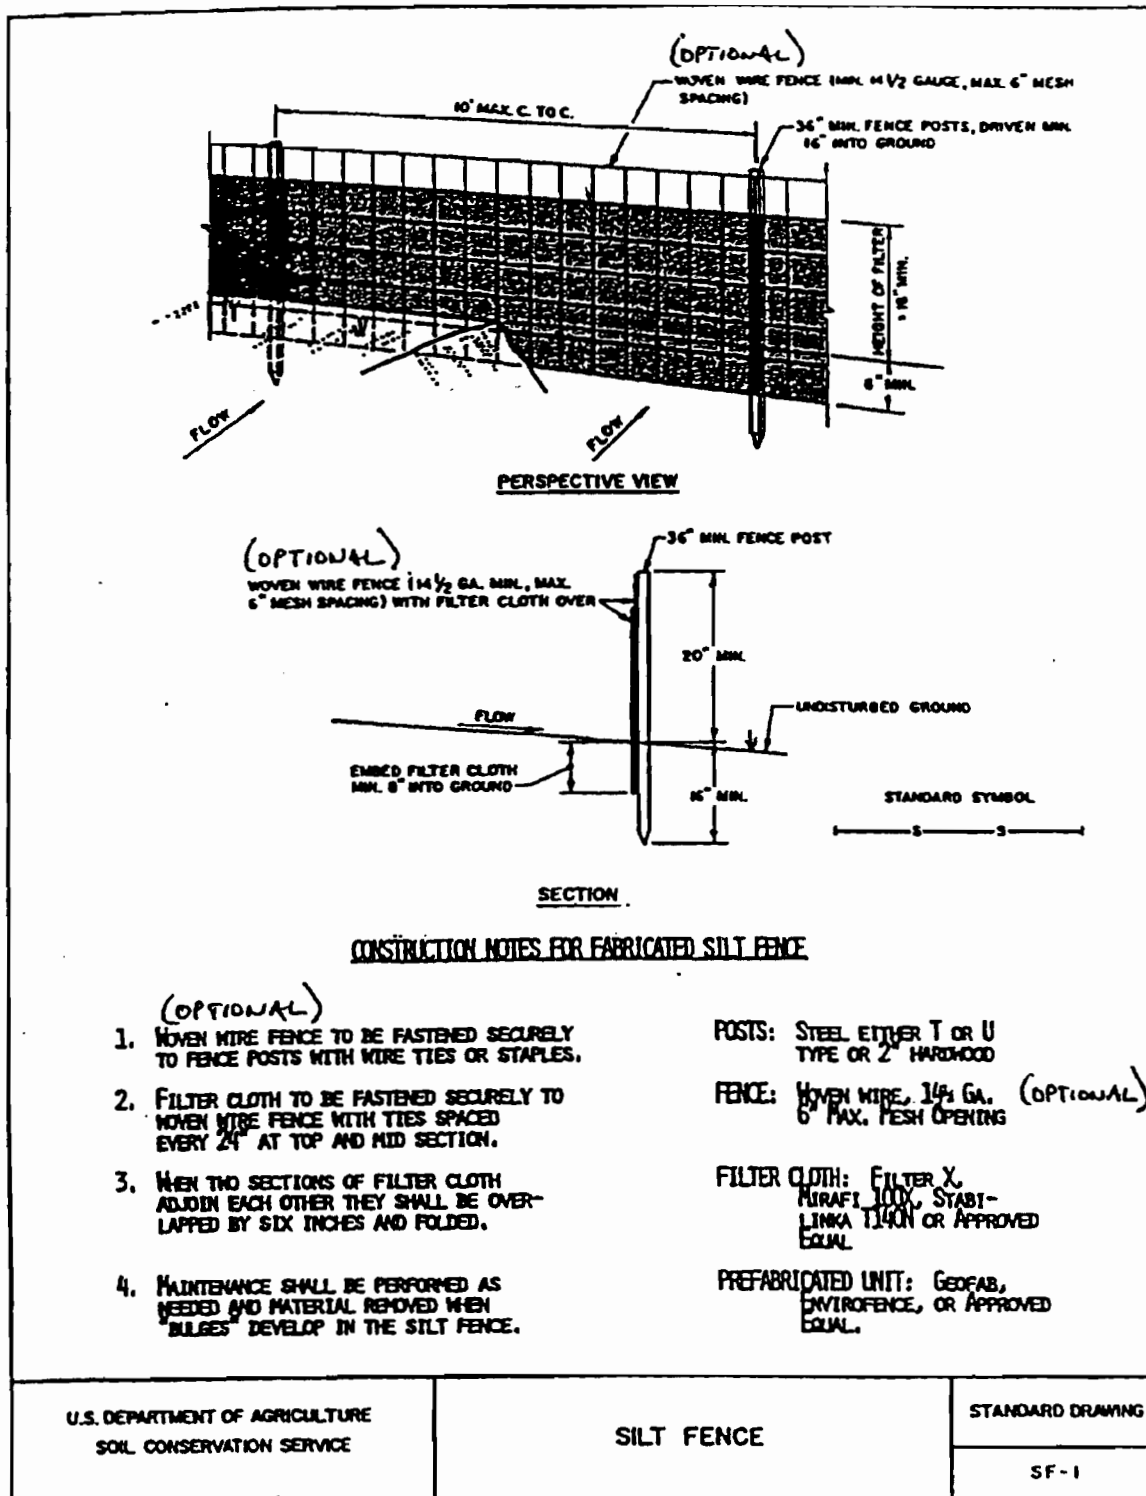 (OPTIONAL)
WOVEN WIRE FENCE (MIN. 14 1/2 GAUGE, MAX. 6" MESH
SPACING)
10' MAX. C. TO C.
36" MIN. FENCE POSTS, DRIVEN MIN.
16" INTO GROUND
HEIGHT OF FILTER
MIN.
MIN.
FLOW
FLOW
PERSPECTIVE VIEW
(OPTIONAL)
WOVEN WIRE FENCE (14 1/2 GA. MIN., MAX.
6" MESH SPACING) WITH FILTER CLOTH OVER
36" MIN. FENCE POST
20" MIN.
FLOW
UNDISTURBED GROUND
EMBED FILTER CLOTH
MIN. 8" INTO GROUND
16" MIN.
STANDARD SYMBOL
S S
SECTION
CONSTRUCTION NOTES FOR FABRICATED SILT FENCE
(OPTIONAL)
1. WOVEN WIRE FENCE TO BE FASTENED SECURELY
TO FENCE POSTS WITH WIRE TIES OR STAPLES.
2. FILTER CLOTH TO BE FASTENED SECURELY TO
WOVEN WIRE FENCE WITH TIES SPACED
EVERY 24" AT TOP AND MID SECTION.
3. WHEN TWO SECTIONS OF FILTER CLOTH
ADJOIN EACH OTHER THEY SHALL BE OVER-
LAPPED BY SIX INCHES AND FOLDED.
4. MAINTENANCE SHALL BE PERFORMED AS
NEEDED AND MATERIAL REMOVED WHEN
"BULGES" DEVELOP IN THE SILT FENCE.
POSTS: STEEL EITHER T OR U
TYPE OR 2" HARDWOOD
FENCE: WOVEN WIRE, 14½ GA. (OPTIONAL)
6" MAX. MESH OPENING
FILTER CLOTH: FILTER X,
MIRAFI 100X, STABI-
LINKA T140N OR APPROVED
EQUAL
PREFABRICATED UNIT: GEOFAB,
ENVIROFENCE, OR APPROVED
EQUAL.
U.S. DEPARTMENT OF AGRICULTURE
SOIL CONSERVATION SERVICE
SILT FENCE
STANDARD DRAWING
SF-1